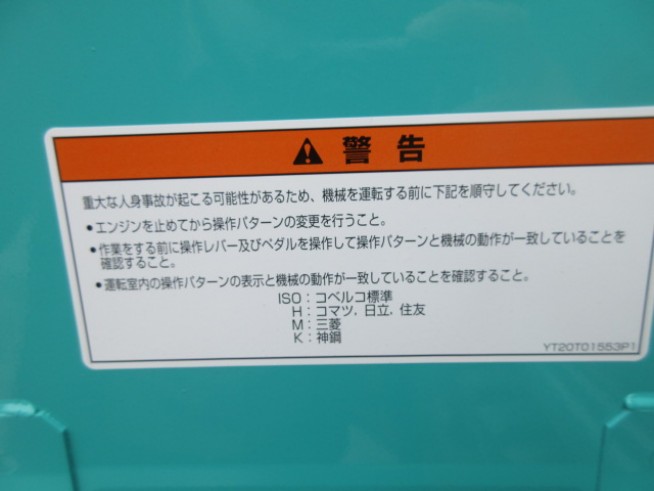 警告
重大な人身事故が起こる可能性があるため、機械を運転する前に下記を順守してください。
●エンジンを止めてから操作パターンの変更を行うこと。
●作業をする前に操作レバー及びペダルを操作して操作パターンと機械の動作が一致していることを
確認すること。
●運転室内の操作パターンの表示と機械の動作が一致していることを確認すること。
ISO：コベルコ標準
H：コマツ，日立，住友
M：三菱
K：神鋼
YT20T01553P1